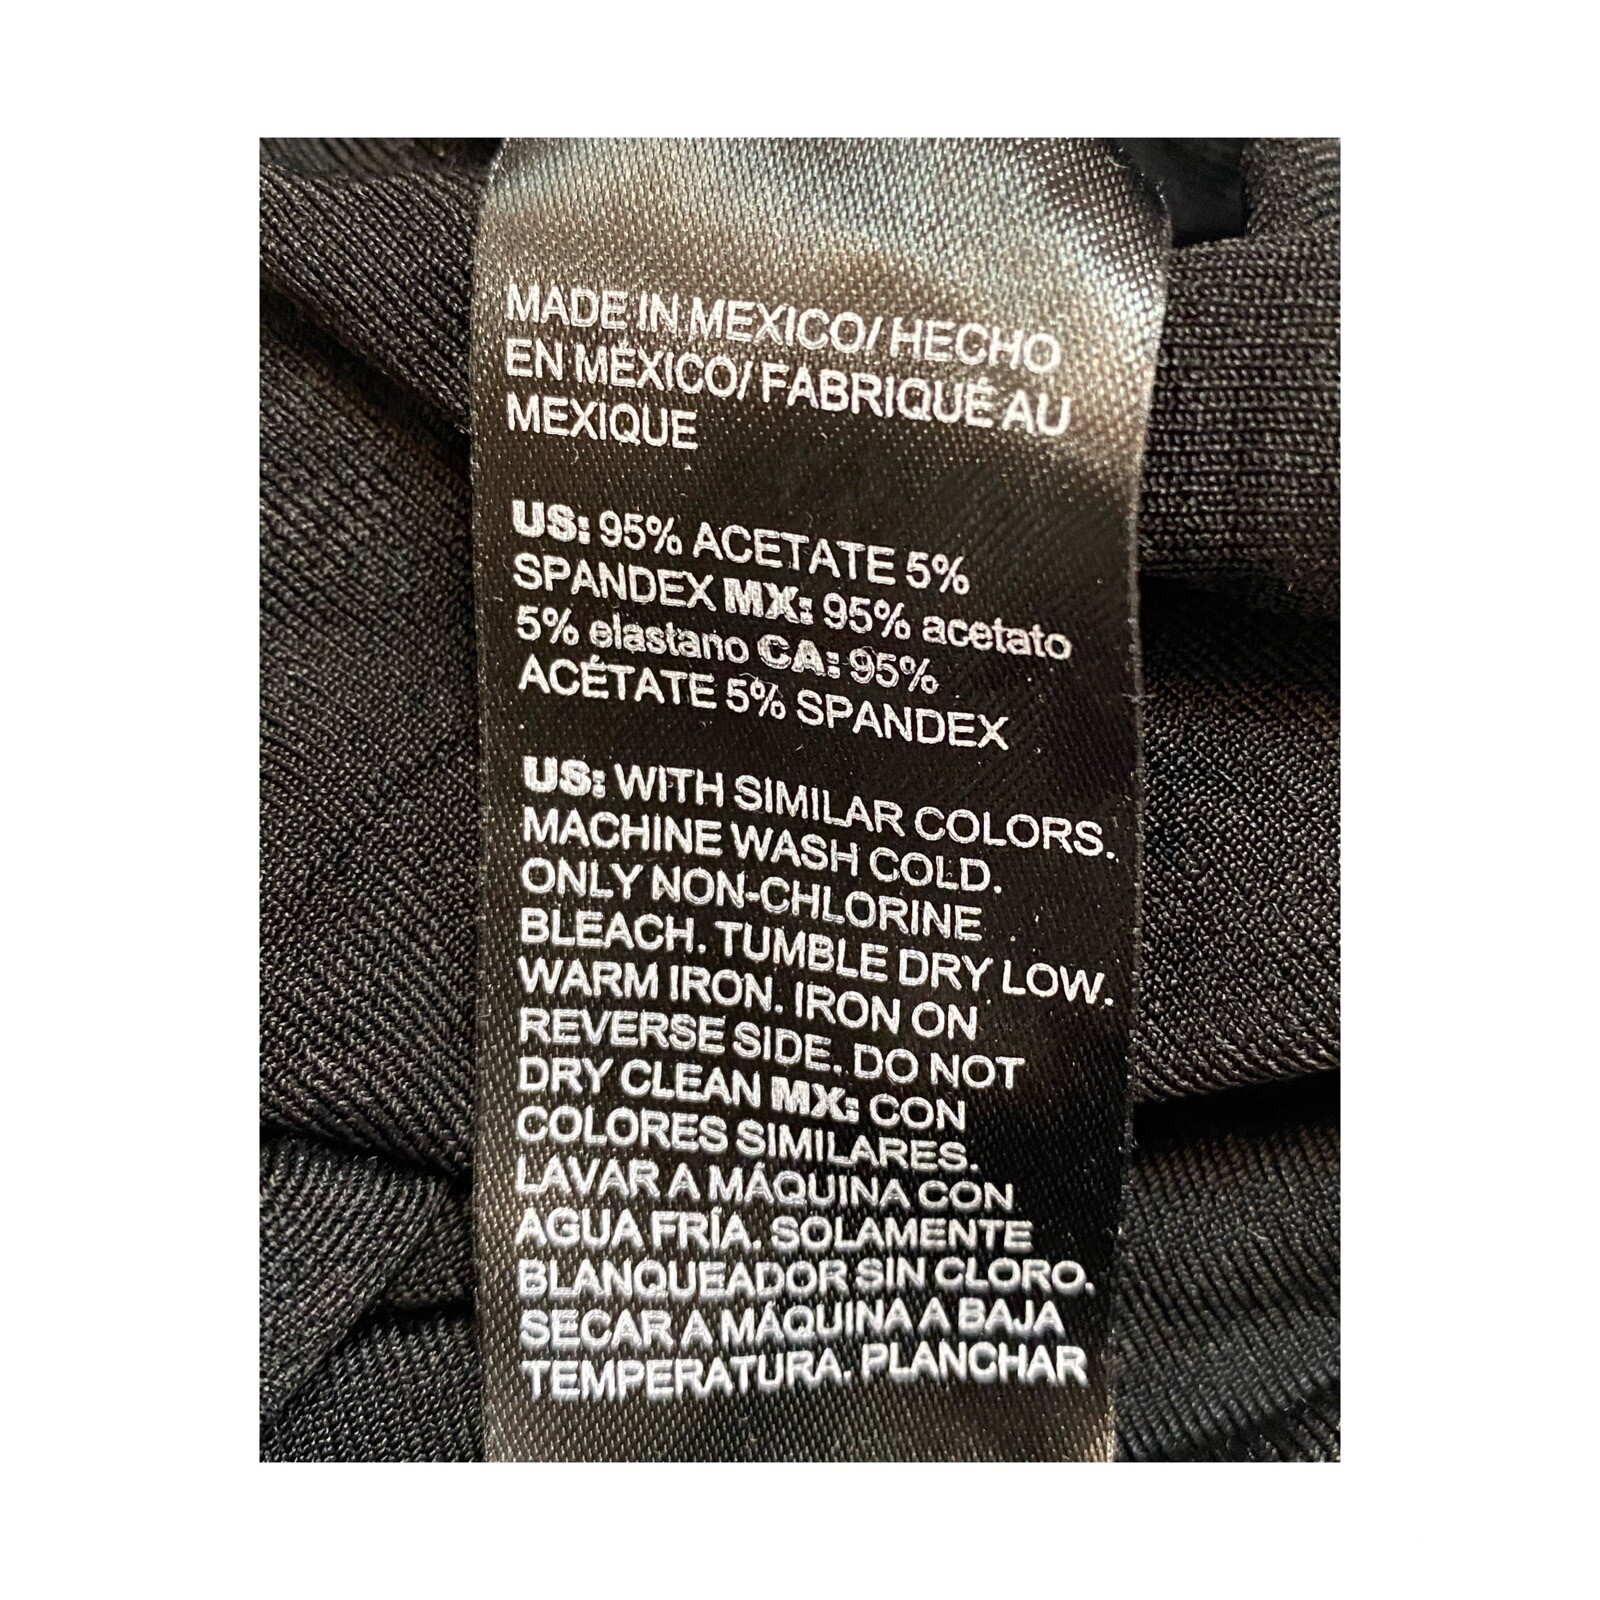 MADE IN MEXICO/ HECHO
EN MÉXICO/ FABRIQUÉ AU
MEXIQUE
US: 95% ACETATE 5%
SPANDEX MX: 95% acetato
5% elastano CA: 95%
ACÉTATE 5% SPANDEX
US: WITH SIMILAR COLORS.
MACHINE WASH COLD.
ONLY NON-CHLORINE
BLEACH. TUMBLE DRY LOW.
WARM IRON. IRON ON
REVERSE SIDE. DO NOT
DRY CLEAN MX: CON
COLORES SIMILARES.
LAVAR A MÁQUINA CON
AGUA FRÍA. SOLAMENTE
BLANQUEADOR SIN CLORO.
SECAR A MÁQUINA A BAJA
TEMPERATURA. PLANCHAR